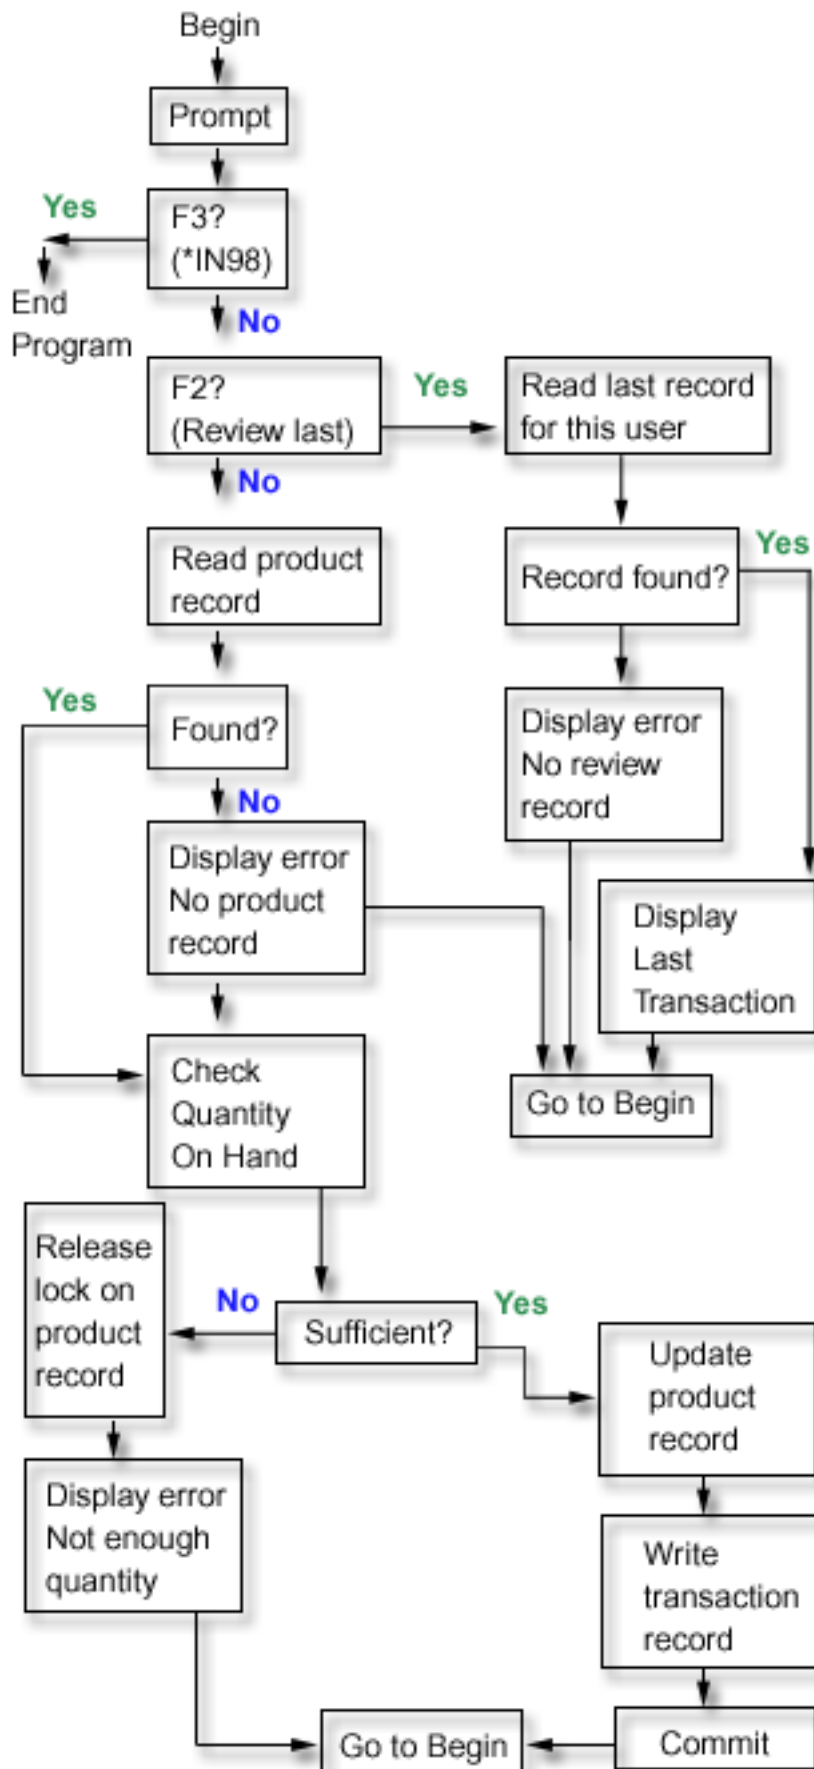 Begin
Prompt
Yes
F3?
(*IN98)
End
Program
No
F2?
(Review last)
Yes
Read last record
for this user
No
Read product
record
Record found?
Yes
Yes
Found?
No
Display error
No review
record
Display error
No product
record
Display
Last
Transaction
Check
Quantity
On Hand
Go to Begin
Release
lock on
product
record
No
Sufficient?
Yes
Update
product
record
Display error
Not enough
quantity
Write
transaction
record
Go to Begin
Commit